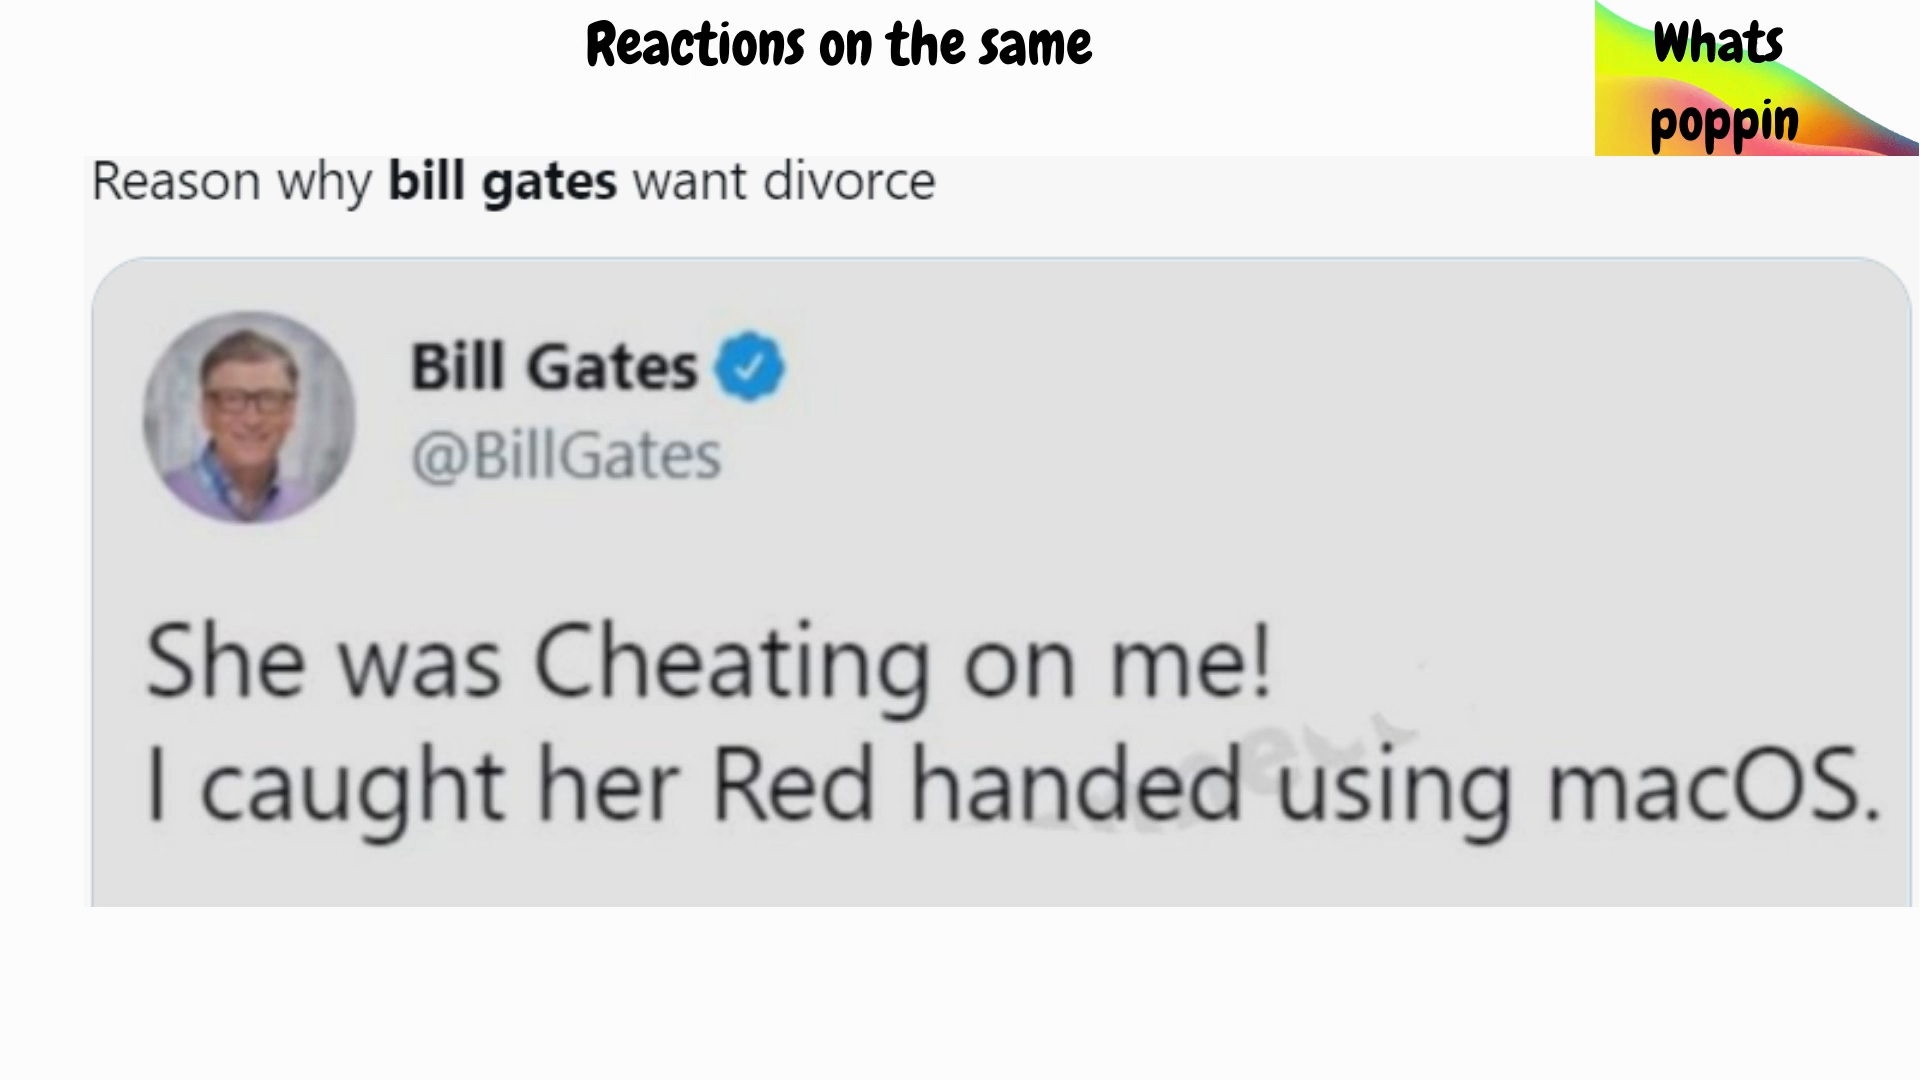 Reactions on the same
Whats
poppin
Reason why bill gates want divorce
Bill Gates
@BillGates
She was Cheating on me!
I caught her Red handed using macOS.